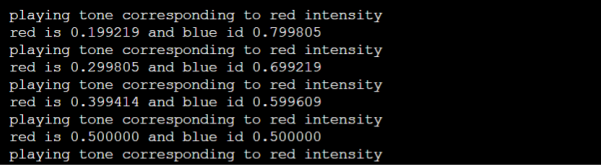 playing tone corresponding to red intensity
red is 0.199219 and blue id 0.799805
playing tone corresponding to red intensity
red is 0.299805 and blue id 0.699219
playing tone corresponding to red intensity
red is 0.399414 and blue id 0.599609
playing tone corresponding to red intensity
red is 0.500000 and blue id 0.500000
playing tone corresponding to red intensity